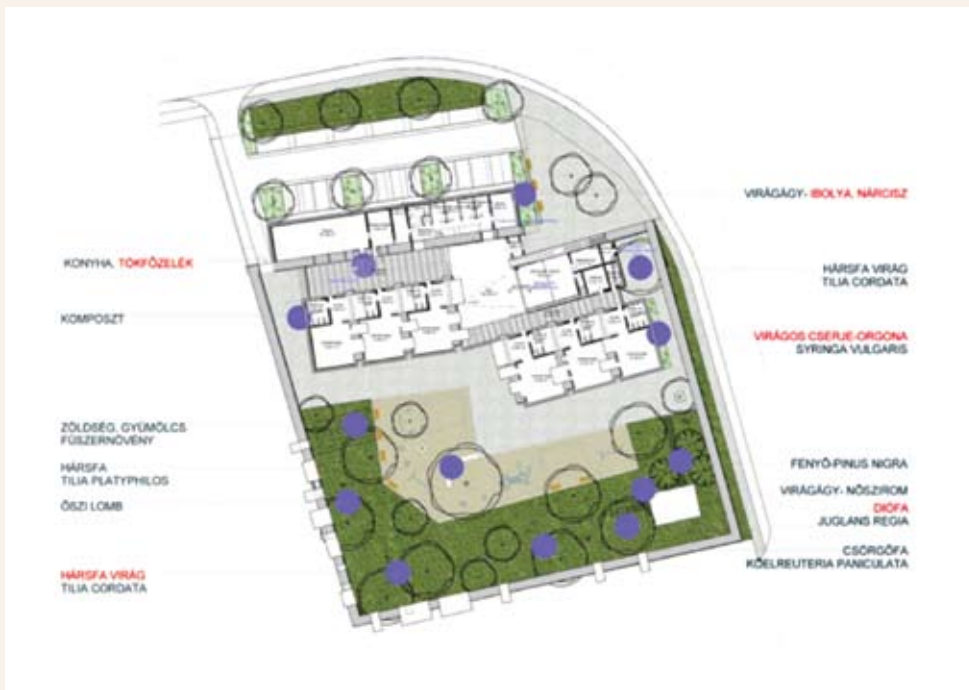 KONYHA, TÖKFŐZELÉK
KOMPOSZT
ZÖLDSÉG, GYÜMÖLCS
FŰSZERNÖVÉNY
HÁRSFA
TILIA PLATYPHILOS
ŐSZI LOMB
HÁRSFA VIRÁG
TILIA CORDATA
VIRÁGÁGY- IBOLYA, NÁRCISZ
HÁRSFA VIRÁG
TILIA CORDATA
VIRÁGOS CSERJE-ORGONA
SYRINGA VULGARIS
FENYŐ-PINUS NIGRA
VIRÁGÁGY- NŐSZIROM
DIÓFA
JUGLANS REGIA
CSÖRGŐFA
KOELREUTERIA PANICULATA